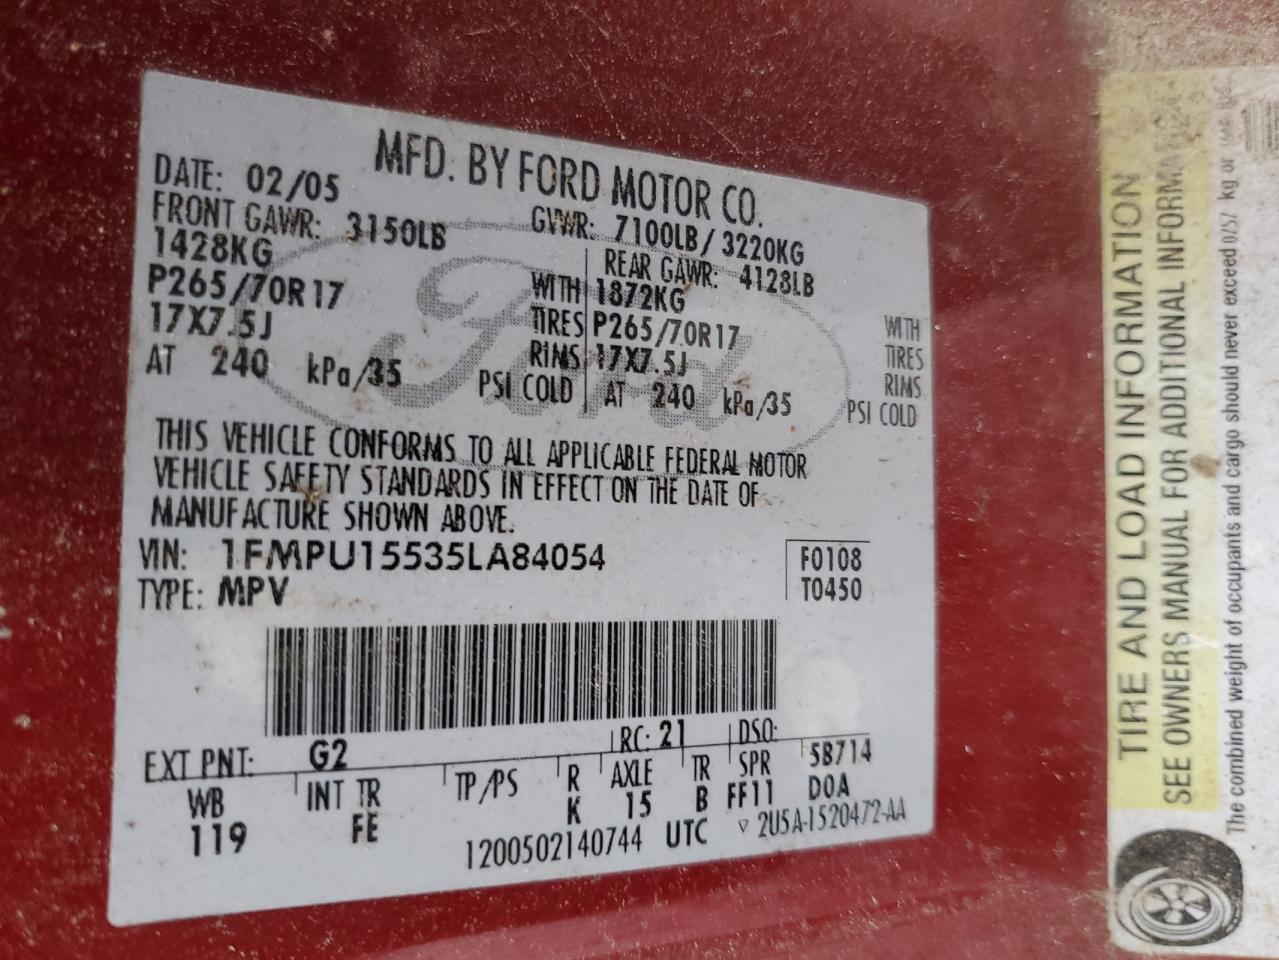 MFD. BY FORD MOTOR CO.
DATE: 02/05 GVWR: 7100LB/ 3220KG
FRONT GAWR: 3150LB REAR GAWR: 4128LB
1428KG WITH 1872KG WITH
P265/70R17 TIRES P265/70R17 TIRES
17X7.5J RIMS 17X7.5J RIMS
AT 240 kPa/35 PSI COLD AT 240 kPa/35 PSI COLD
Ford
THIS VEHICLE CONFORMS TO ALL APPLICABLE FEDERAL MOTOR
VEHICLE SAFETY STANDARDS IN EFFECT ON THE DATE OF
MANUFACTURE SHOWN ABOVE.
VIN: 1FMPU15535LA84054 F0108
TYPE: MPV T0450
EXT PNT: G2 RC: 21 DSO: 5B714
WB INT TR TP/PS R AXLE TR SPR D0A
119 FE K 15 B FF11
1200502140744 UTC ▽ 2U5A-1520472-AA
TIRE AND LOAD INFORMATION
SEE OWNERS MANUAL FOR ADDITIONAL
The combined weight of occupants and cargo should never exceed kg or